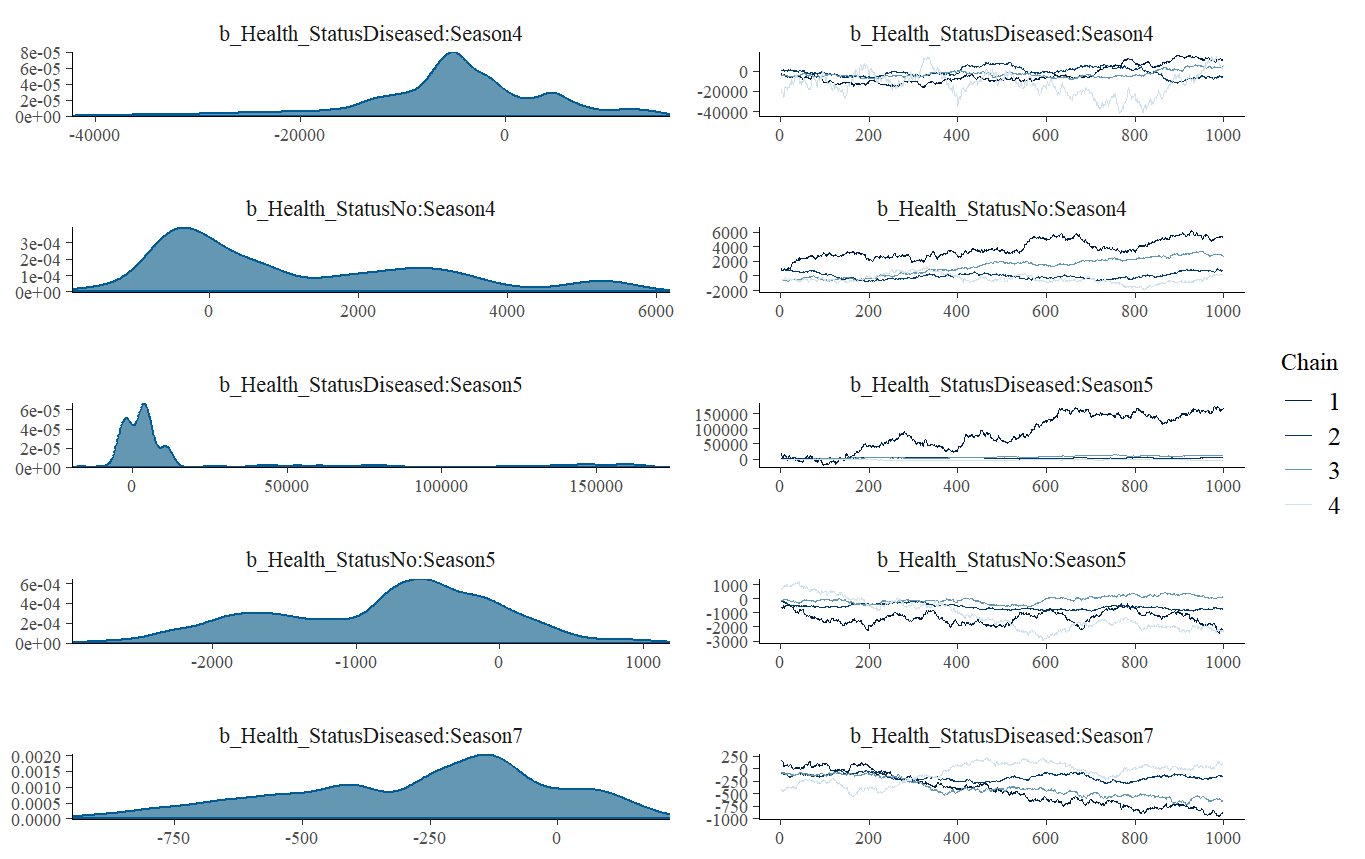 b_Health_StatusDiseased:Season4
8e-05
6e-05
4e-05
2e-05
0e+00
-40000 -20000 0
b_Health_StatusDiseased:Season4
0
-20000
-40000
0 200 400 600 800 1000
b_Health_StatusNo:Season4
3e-04
2e-04
1e-04
0e+00
0 2000 4000 6000
b_Health_StatusNo:Season4
6000
4000
2000
0
-2000
0 200 400 600 800 1000
b_Health_StatusDiseased:Season5
6e-05
4e-05
2e-05
0e+00
0 50000 100000 150000
b_Health_StatusDiseased:Season5
150000
100000
50000
0
0 200 400 600 800 1000
b_Health_StatusNo:Season5
6e-04
4e-04
2e-04
0e+00
-2000 -1000 0 1000
b_Health_StatusNo:Season5
1000
0
-1000
-2000
-3000
0 200 400 600 800 1000
b_Health_StatusDiseased:Season7
0.0020
0.0015
0.0010
0.0005
0.0000
-750 -500 -250 0
b_Health_StatusDiseased:Season7
250
0
-250
-500
-750
-1000
0 200 400 600 800 1000
Chain
1
2
3
4